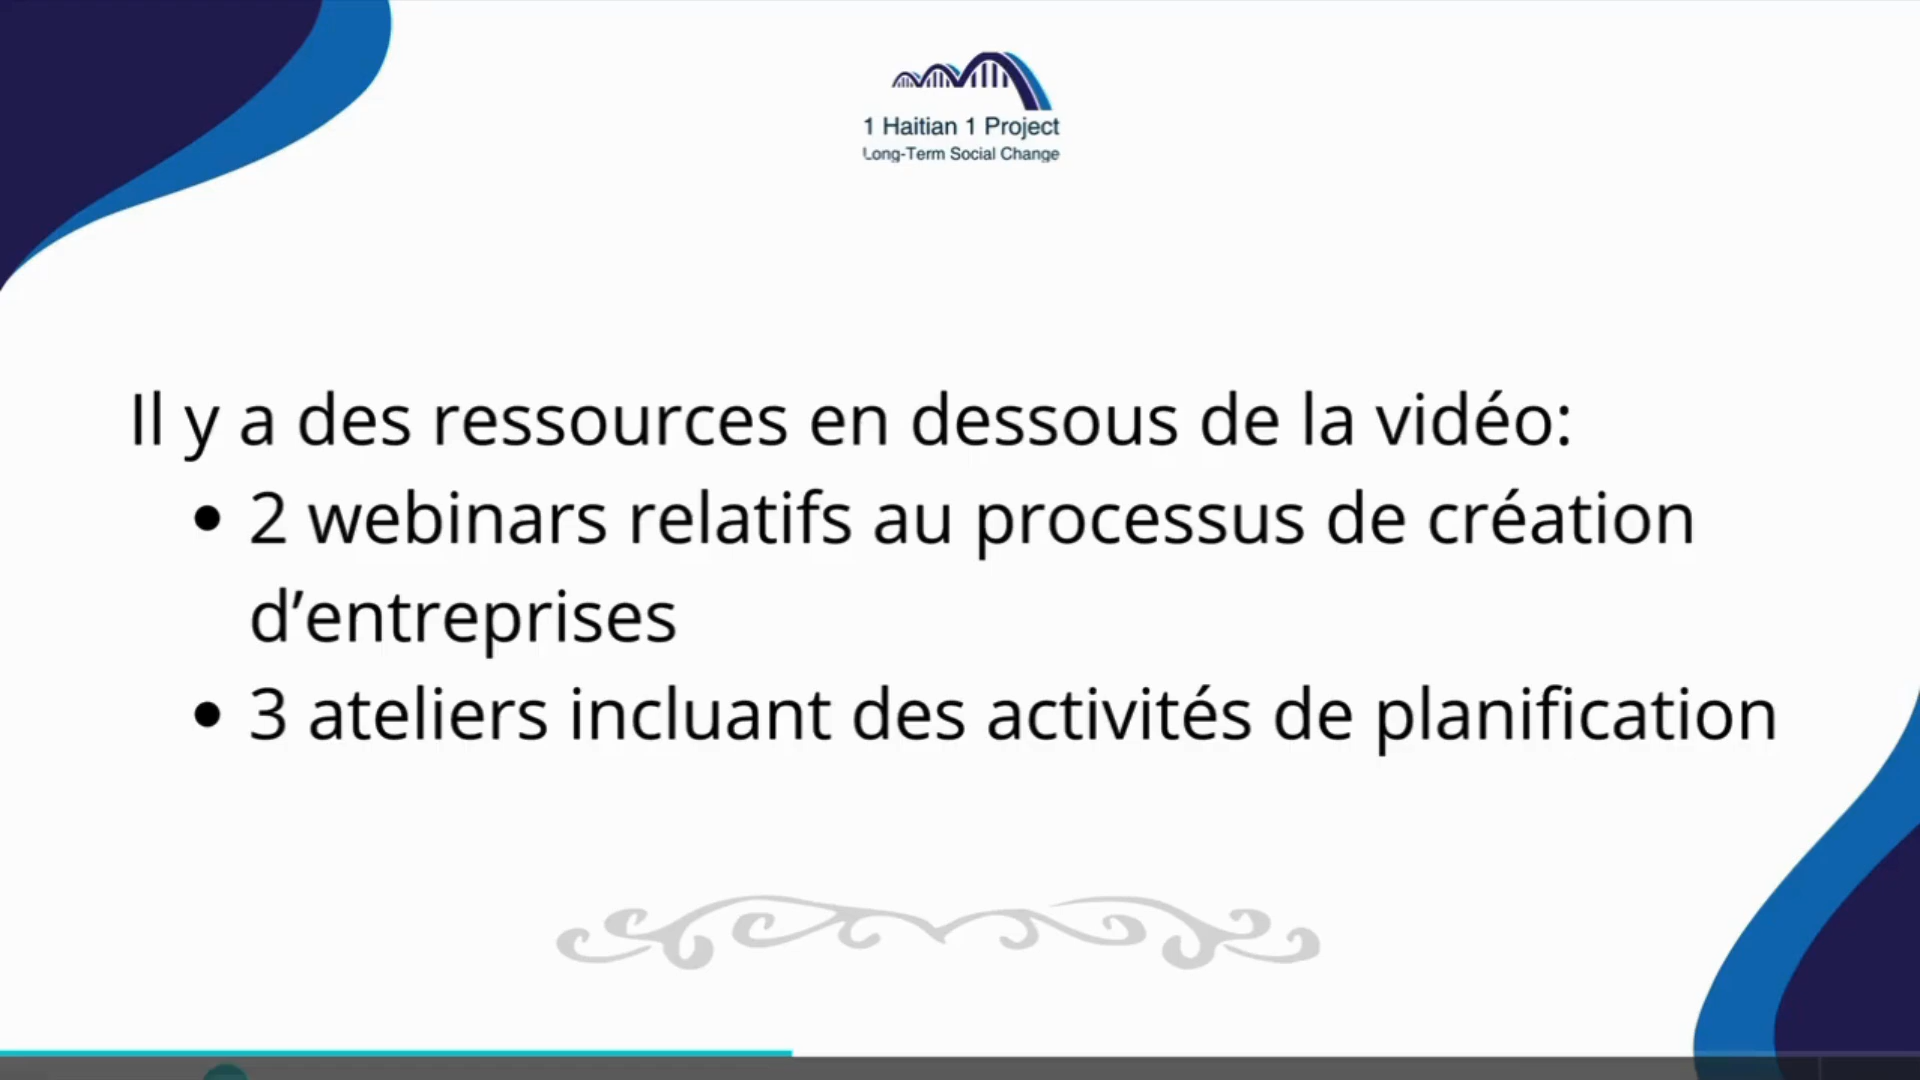 1 Haitian 1 Project
Long-Term Social Change
Il y a des ressources en dessous de la vidéo:
• 2 webinars relatifs au processus de création
d’entreprises
• 3 ateliers incluant des activités de planification